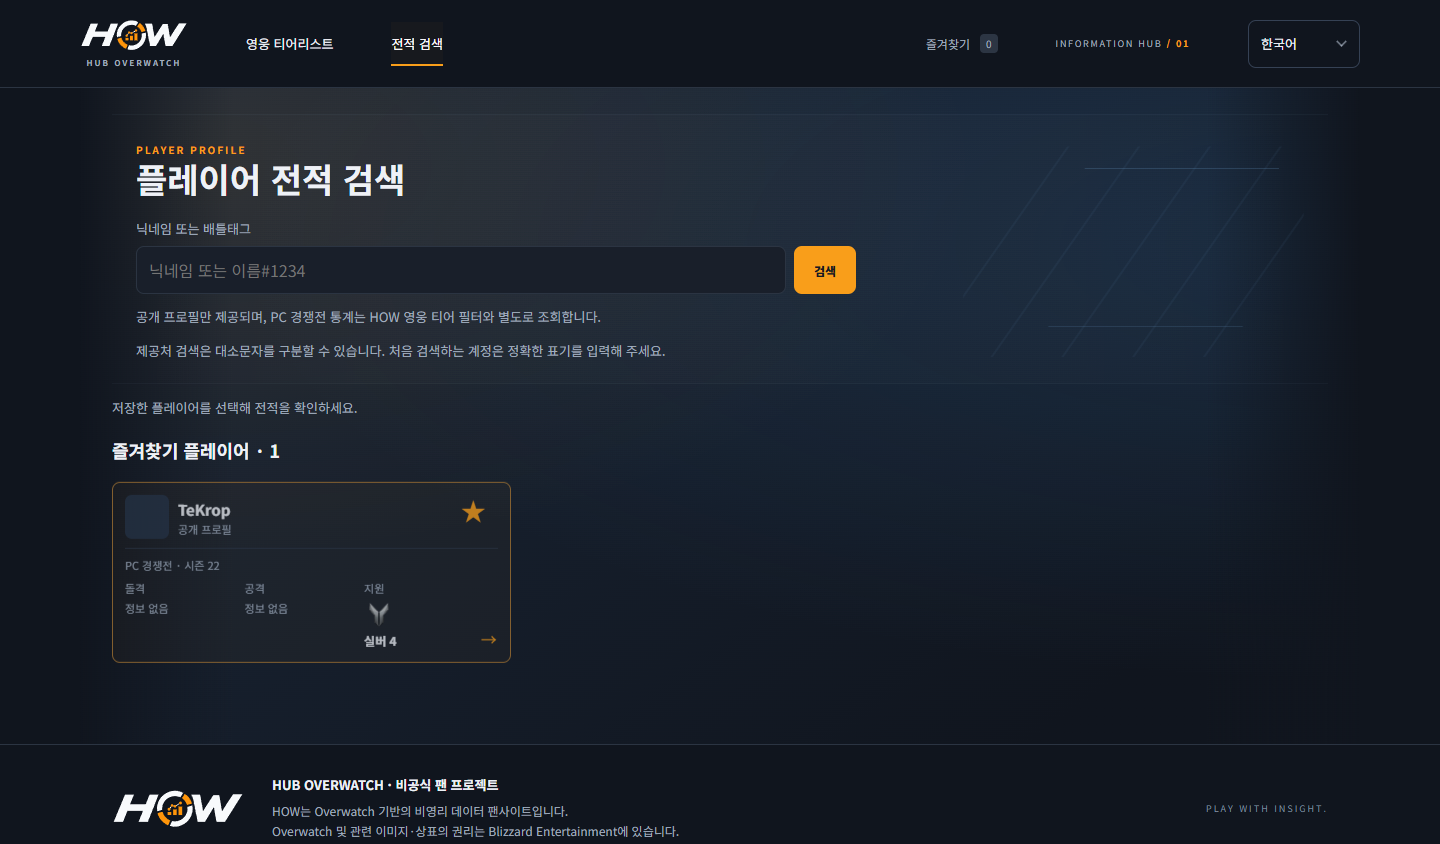 HOW
HUB OVERWATCH
영웅 티어리스트
전적 검색
즐겨찾기 0
INFORMATION HUB / 01
한국어
PLAYER PROFILE
플레이어 전적 검색
닉네임 또는 배틀태그
닉네임 또는 이름#1234
검색
공개 프로필만 제공되며, PC 경쟁전 통계는 HOW 영웅 티어 필터와 별도로 조회합니다.
제공처 검색은 대소문자를 구분할 수 있습니다. 처음 검색하는 계정은 정확한 표기를 입력해 주세요.
저장한 플레이어를 선택해 전적을 확인하세요.
즐겨찾기 플레이어 · 1
TeKrop
공개 프로필
PC 경쟁전 · 시즌 22
돌격 공격 지원
정보 없음 정보 없음
실버 4
→
HOW
HUB OVERWATCH · 비공식 팬 프로젝트
HOW는 Overwatch 기반의 비영리 데이터 팬사이트입니다.
Overwatch 및 관련 이미지·상표의 권리는 Blizzard Entertainment에 있습니다.
PLAY WITH INSIGHT.